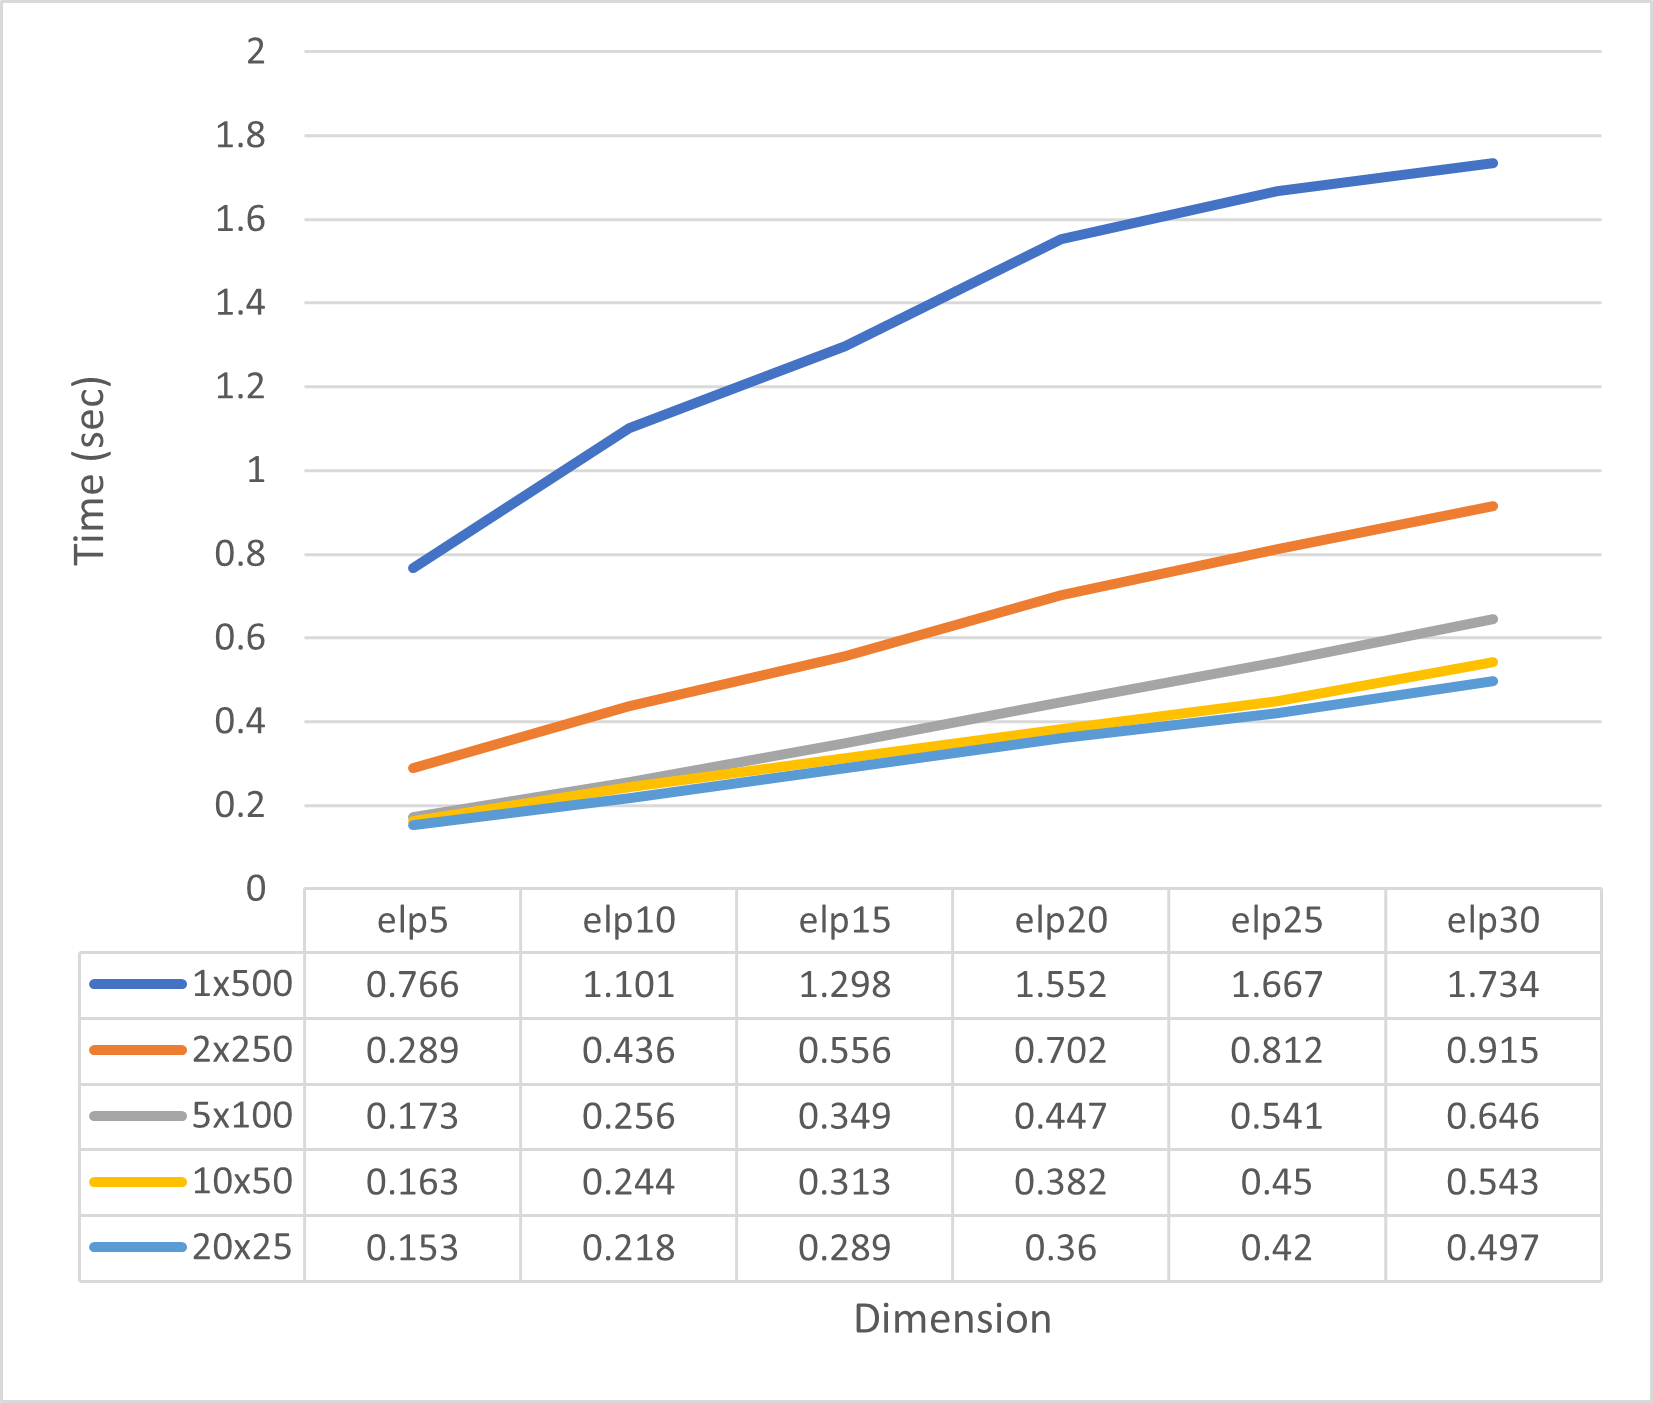 2
1.8
1.6
1.4
1.2
1
0.8
0.6
0.4
0.2
0
Time (sec)
elp5 elp10 elp15 elp20 elp25 elp30
1x500 0.766 1.101 1.298 1.552 1.667 1.734
2x250 0.289 0.436 0.556 0.702 0.812 0.915
5x100 0.173 0.256 0.349 0.447 0.541 0.646
10x50 0.163 0.244 0.313 0.382 0.45 0.543
20x25 0.153 0.218 0.289 0.36 0.42 0.497
Dimension